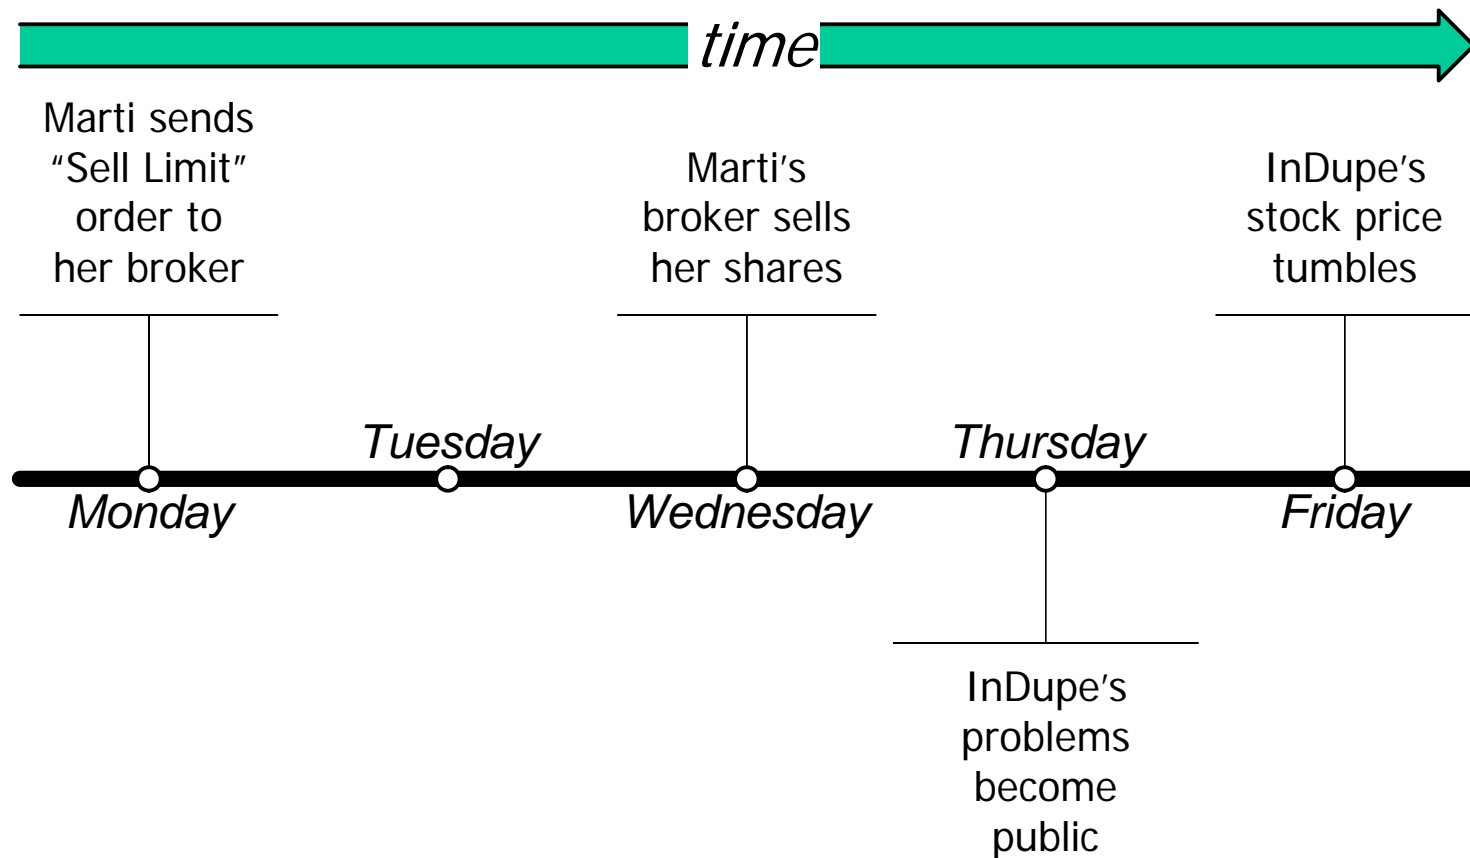 time
Marti sends
“Sell Limit”
order to
her broker
Marti’s
broker sells
her shares
InDupe’s
stock price
tumbles
Tuesday
Thursday
Monday
Wednesday
Friday
InDupe’s
problems
become
public